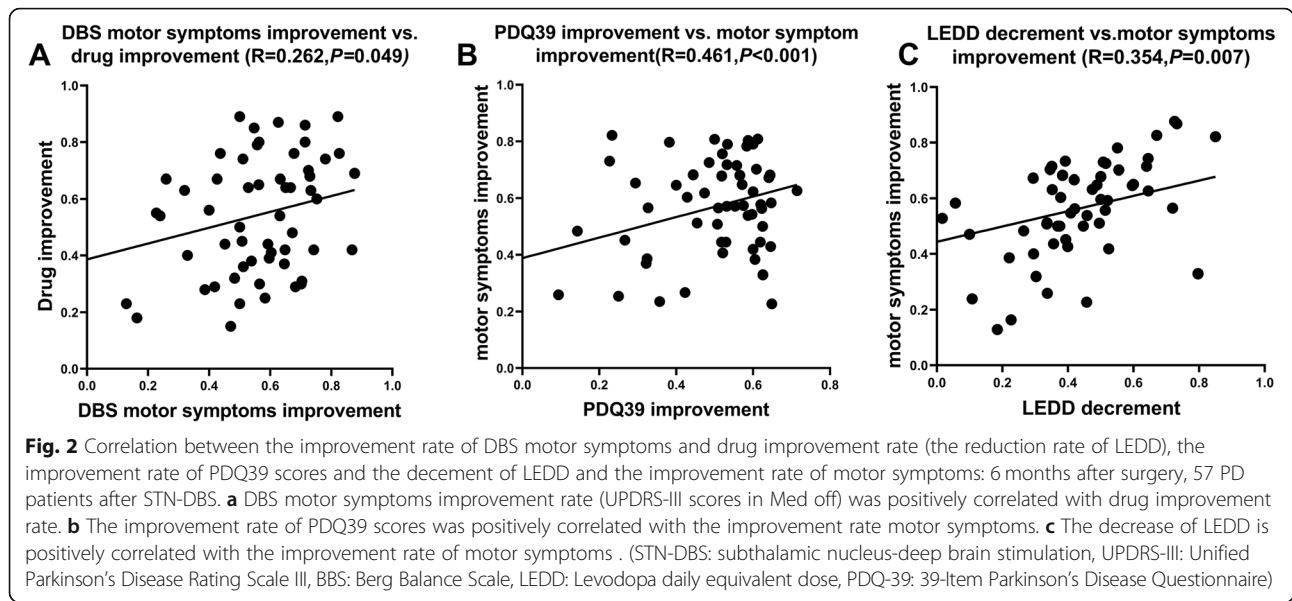 DBS motor symptoms improvement vs.
drug improvement (R=0.262,P=0.049)
A
1.0
0.8
0.6
0.4
0.2
0.0
Drug improvement
0.0 0.2 0.4 0.6 0.8 1.0
DBS motor symptoms improvement
PDQ39 improvement vs. motor symptom
improvement(R=0.461,P<0.001)
B
1.0
0.8
0.6
0.4
0.2
0.0
motor symptoms improvement
0.0 0.2 0.4 0.6 0.8
PDQ39 improvement
LEDD decrement vs.motor symptoms
improvement (R=0.354,P=0.007)
C
1.0
0.8
0.6
0.4
0.2
0.0
motor symptoms improvement
0.0 0.2 0.4 0.6 0.8 1.0
LEDD decrement
Fig. 2 Correlation between the improvement rate of DBS motor symptoms and drug improvement rate (the reduction rate of LEDD), the
improvement rate of PDQ39 scores and the decement of LEDD and the improvement rate of motor symptoms: 6 months after surgery, 57 PD
patients after STN-DBS. a DBS motor symptoms improvement rate (UPDRS-III scores in Med off) was positively correlated with drug improvement
rate. b The improvement rate of PDQ39 scores was positively correlated with the improvement rate motor symptoms. c The decrease of LEDD is
positively correlated with the improvement rate of motor symptoms . (STN-DBS: subthalamic nucleus-deep brain stimulation, UPDRS-III: Unified
Parkinson's Disease Rating Scale III, BBS: Berg Balance Scale, LEDD: Levodopa daily equivalent dose, PDQ-39: 39-Item Parkinson's Disease Questionnaire)